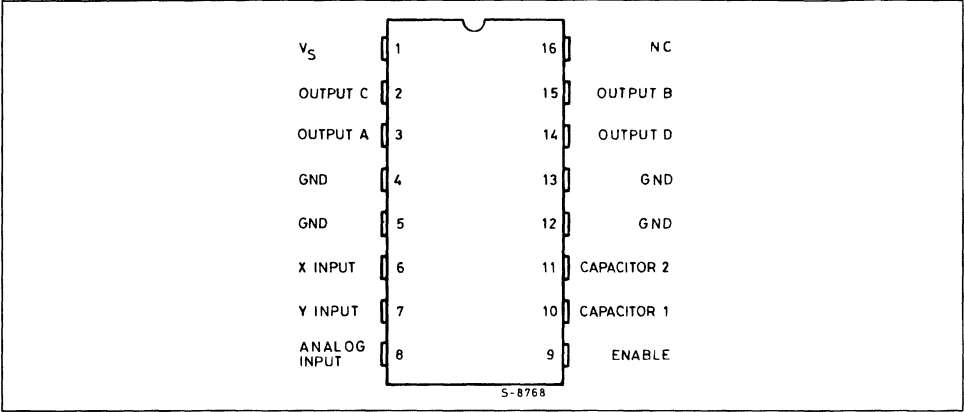 VS 1 16 NC
OUTPUT C 2 15 OUTPUT B
OUTPUT A 3 14 OUTPUT D
GND 4 13 GND
GND 5 12 GND
X INPUT 6 11 CAPACITOR 2
Y INPUT 7 10 CAPACITOR 1
ANALOG
INPUT 8 9 ENABLE
S-8768